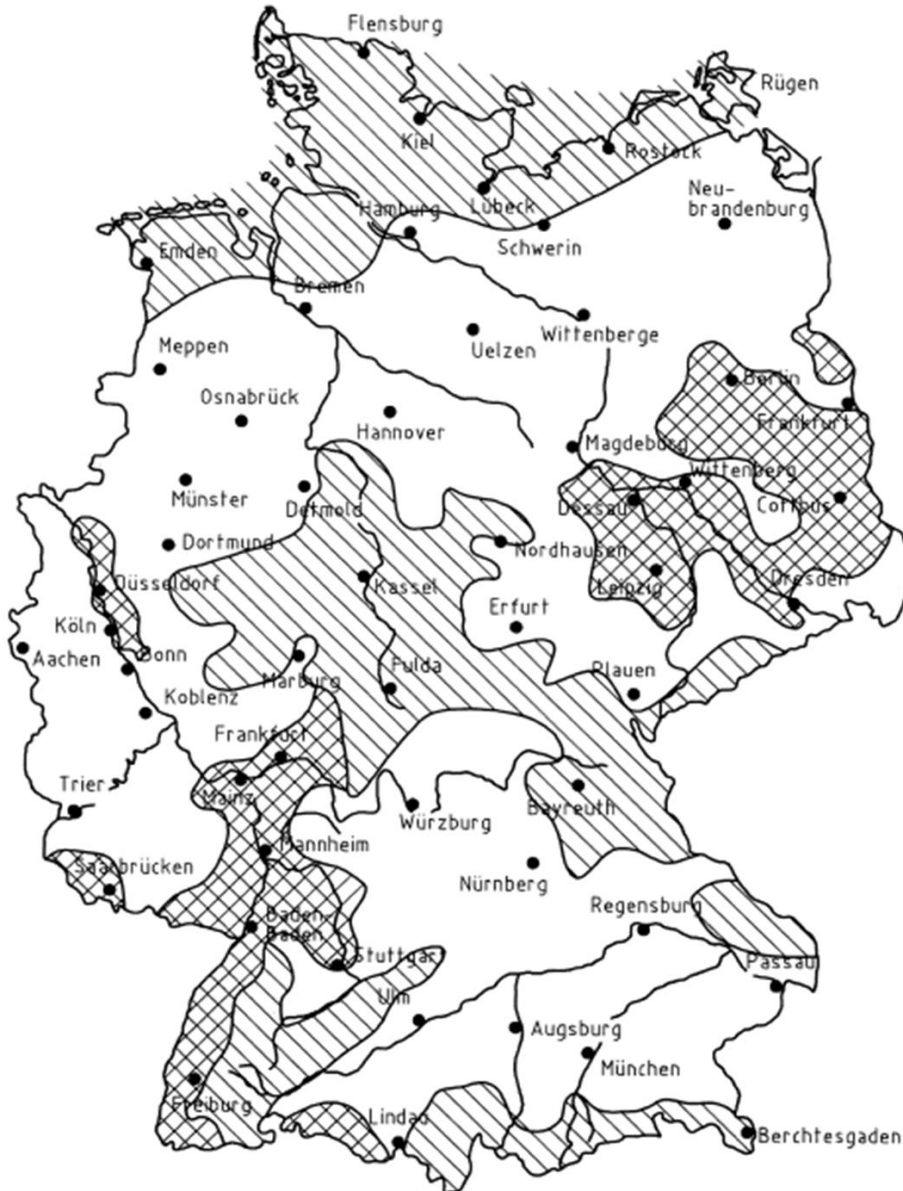 Flensburg
Rügen
Kiel
Rostock
Neu-
brandenburg
Lübeck
Hamburg
Schwerin
Emden
Bremen
Wittenberge
Uelzen
Meppen
Berlin
Osnabrück
Frankfurt
Hannover
Magdeburg
Wittenberg
Münster
Detmold
Dessau
Cottbus
Dortmund
Nordhausen
Düsseldorf
Kassel
Leipzig
Dresden
Erfurt
Köln
Aachen
Bonn
Marburg
Fulda
Plauen
Koblenz
Frankfurt
Trier
Mainz
Würzburg
Bayreuth
Mannheim
Saarbrücken
Nürnberg
Regensburg
Baden-
Baden
Stuttgart
Passau
Ulm
Augsburg
München
Freiburg
Lindau
Berchtesgaden